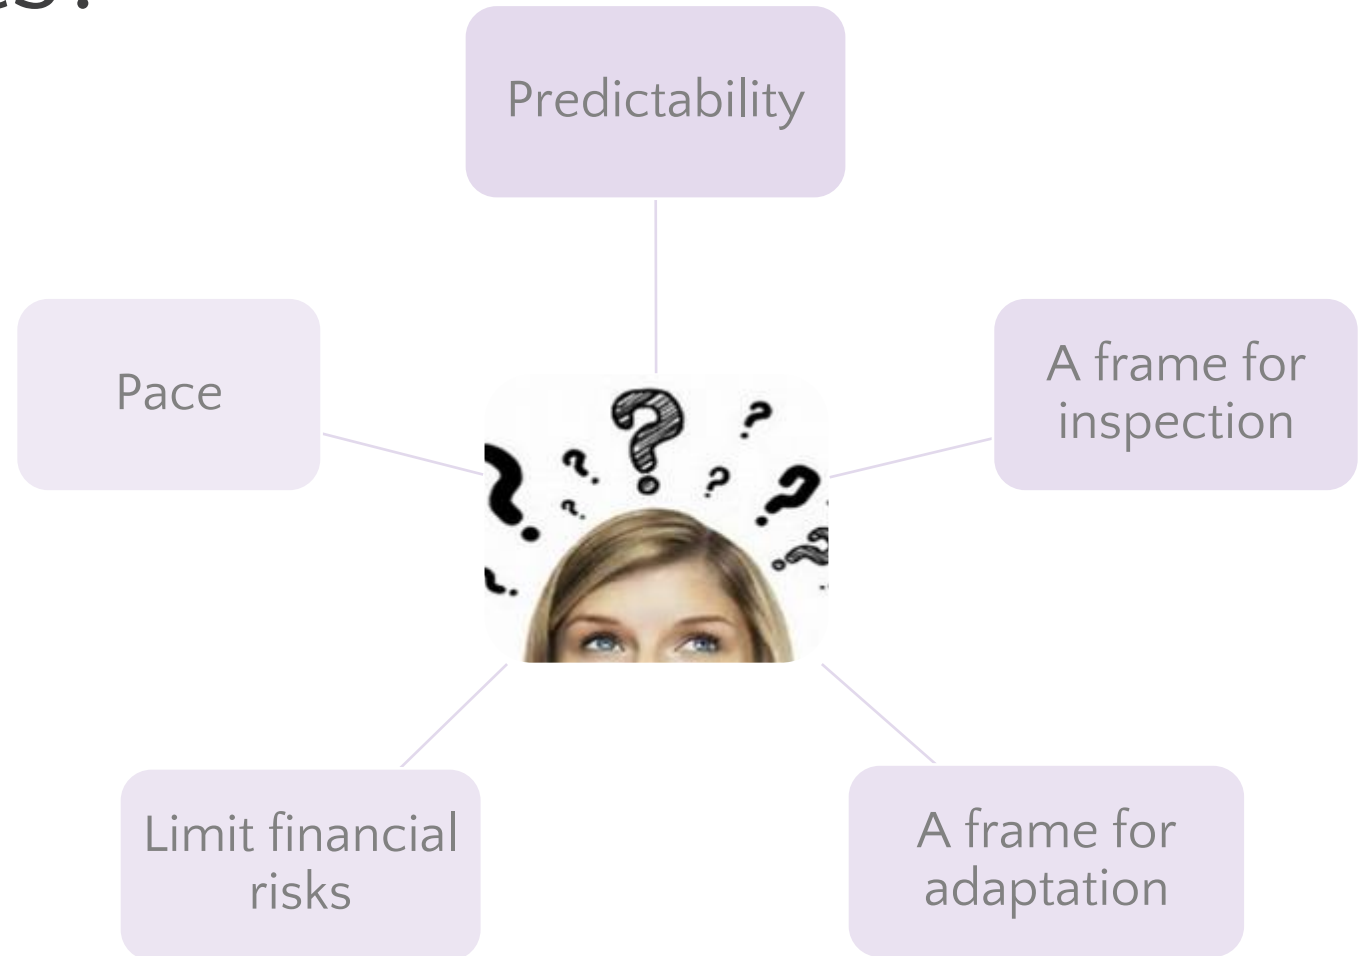 Predictability
A frame for
inspection
A frame for
adaptation
Limit financial
risks
Pace